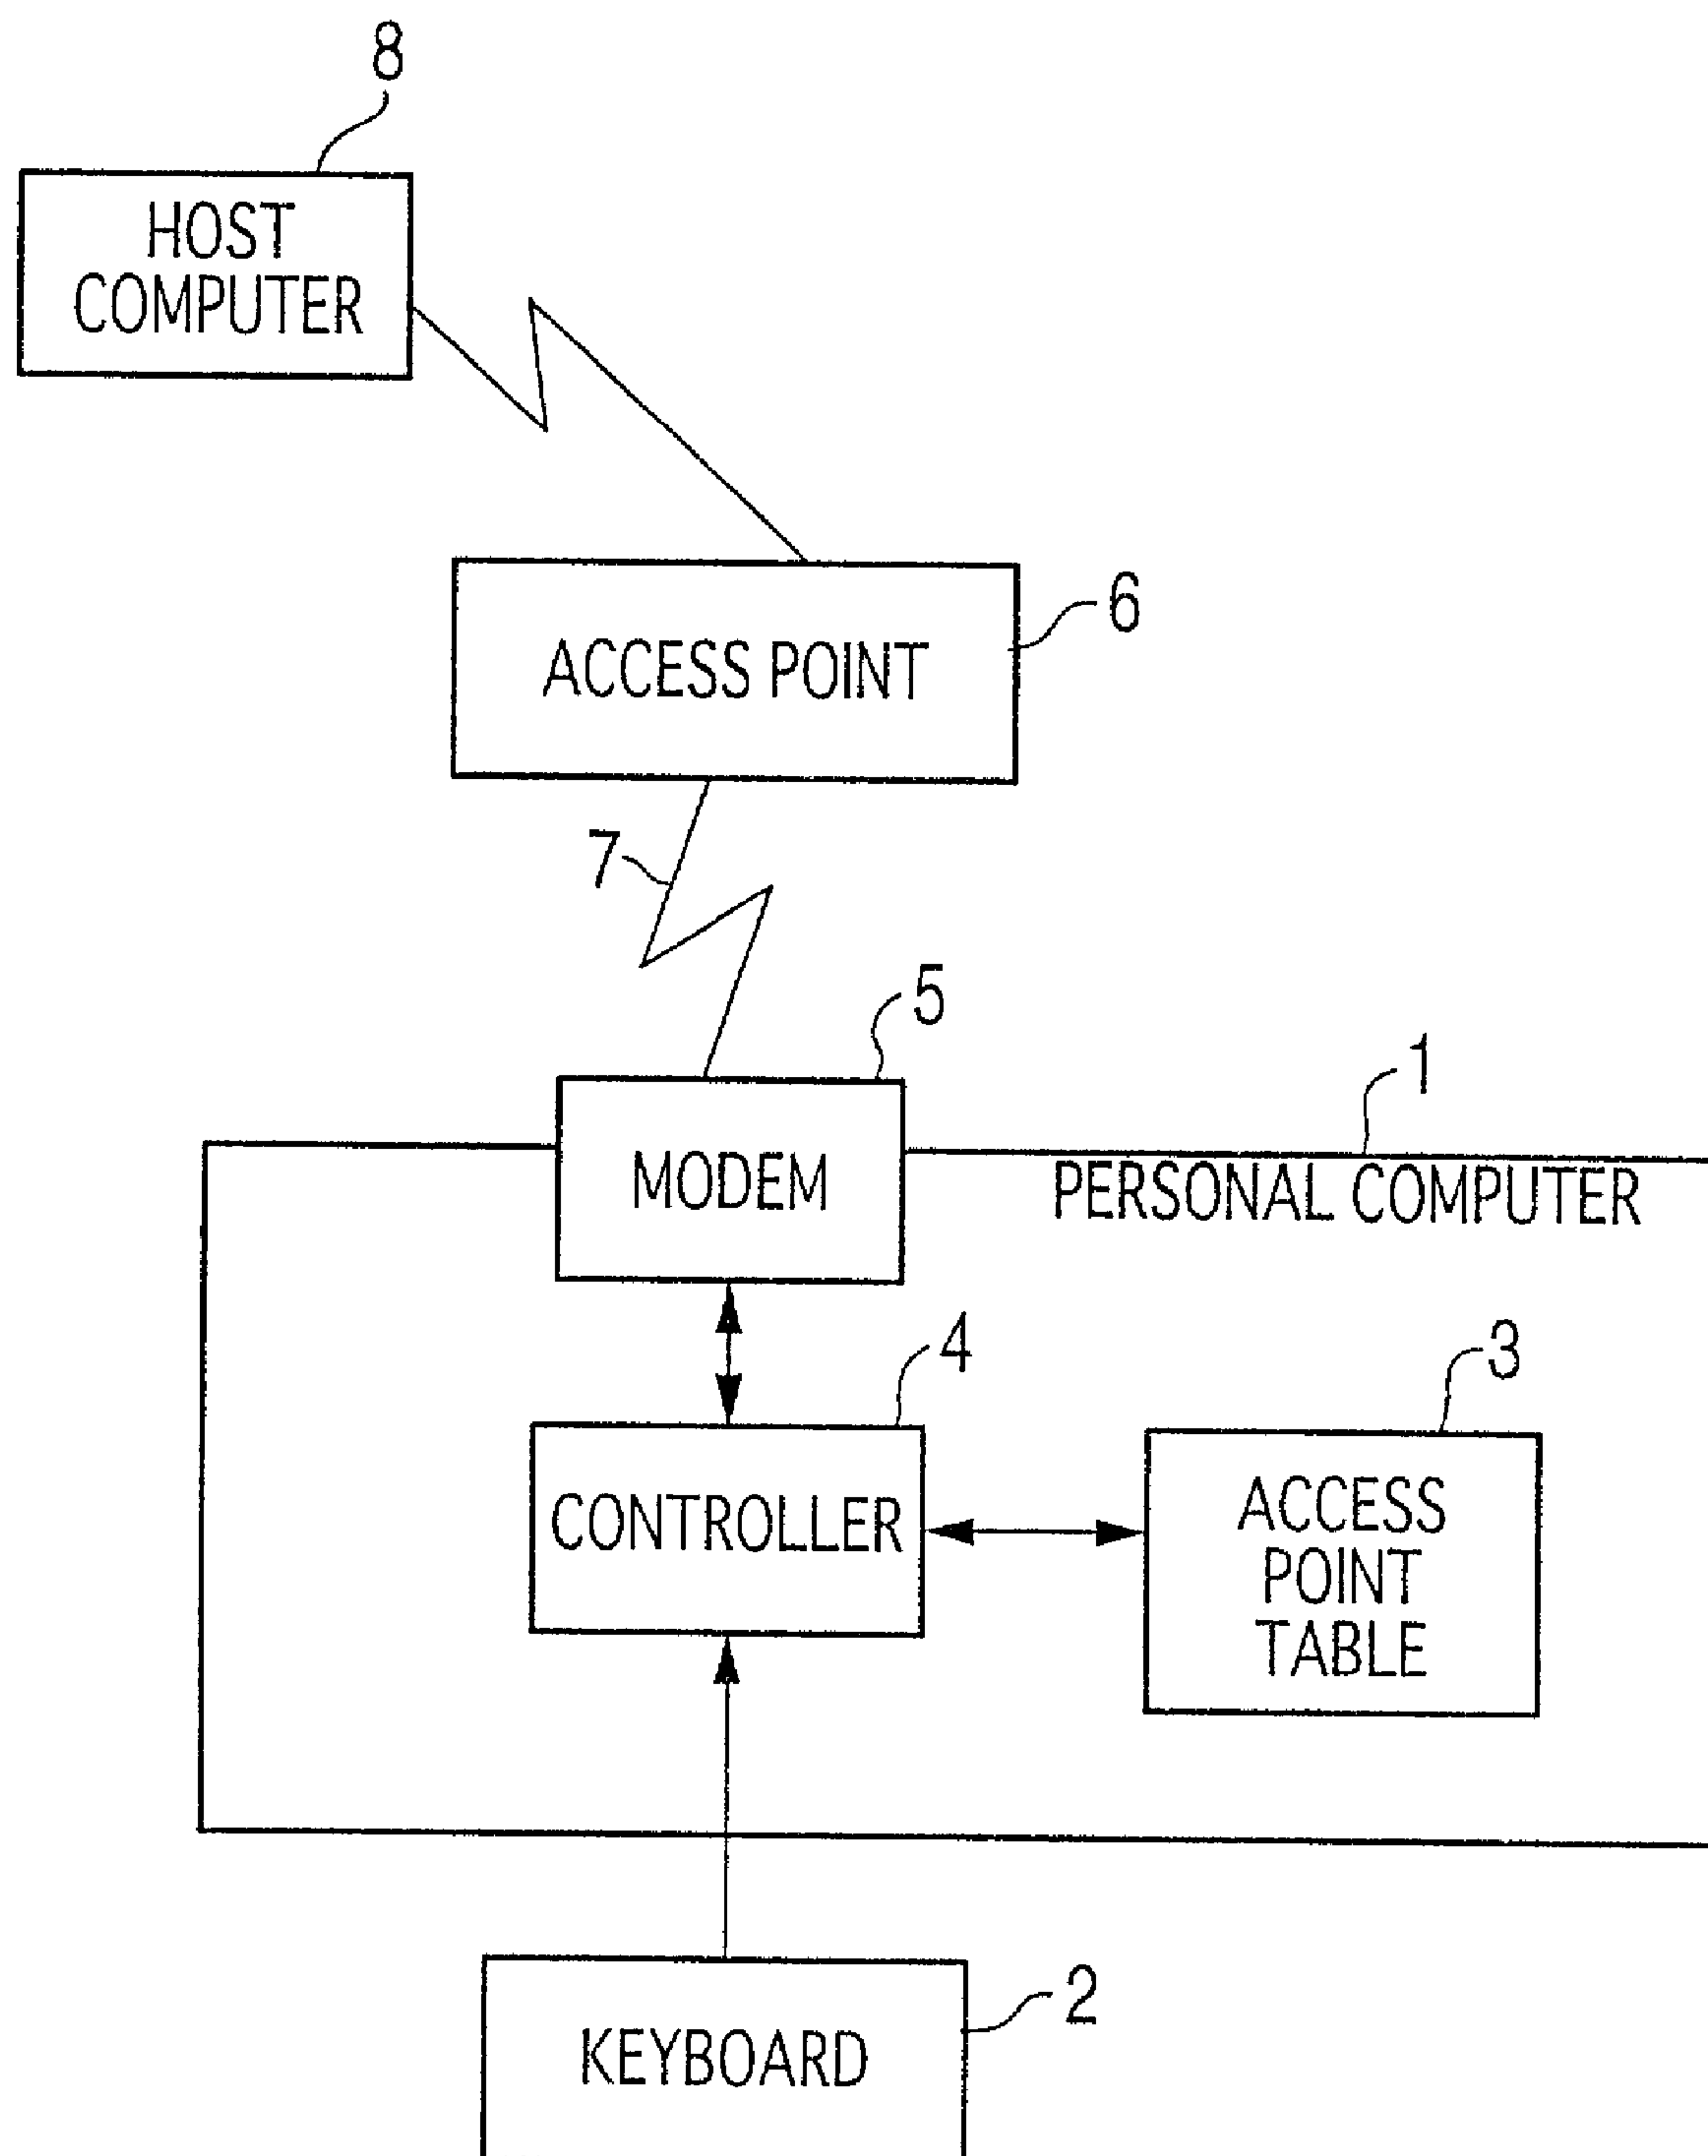 8
HOST
COMPUTER
6
ACCESS POINT
7
5
1
MODEM
PERSONAL COMPUTER
4
3
CONTROLLER
ACCESS
POINT
TABLE
2
KEYBOARD